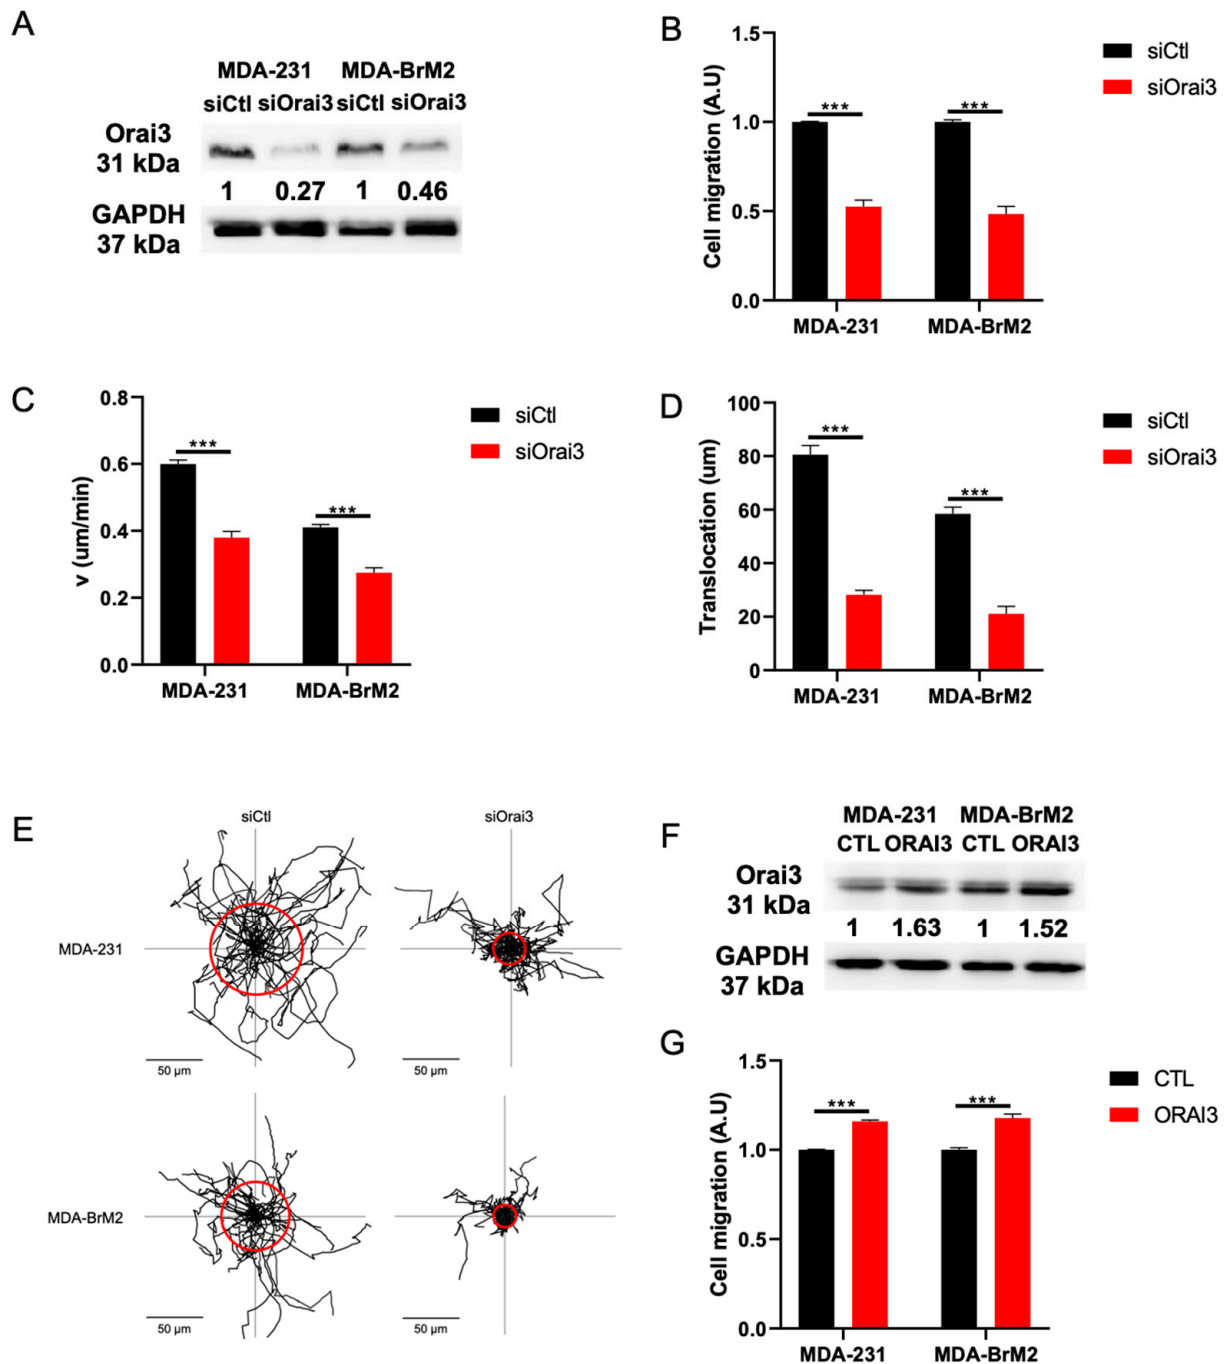 A
MDA-231 MDA-BrM2
siCtl siOrai3 siCtl siOrai3
Orai3
31 kDa
1 0.27 1 0.46
GAPDH
37 kDa
B
1.5
1.0
0.5
0.0
Cell migration (A.U)
*** ***
MDA-231 MDA-BrM2
siCtl
siOrai3
C
0.8
0.6
0.4
0.2
0.0
v (um/min)
***
***
MDA-231 MDA-BrM2
siCtl
siOrai3
D
100
80
60
40
20
0
Translocation (um)
***
***
MDA-231 MDA-BrM2
siCtl
siOrai3
E
siCtl siOrai3
MDA-231
50 µm 50 µm
MDA-BrM2
50 µm 50 µm
F
MDA-231 MDA-BrM2
CTL ORAI3 CTL ORAI3
Orai3
31 kDa
1 1.63 1 1.52
GAPDH
37 kDa
G
1.5
1.0
0.5
0.0
Cell migration (A.U)
*** ***
MDA-231 MDA-BrM2
CTL
ORAI3